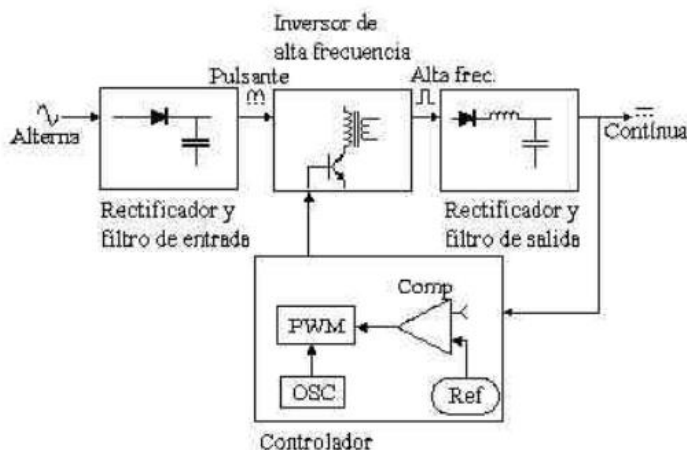 Inversor de
alta frecuencia
Pulsante
Alta frec.
Alterna
Contínua
Rectificador y
filtro de entrada
Rectificador y
filtro de salida
Comp
PWM
OSC
Ref
Controlador